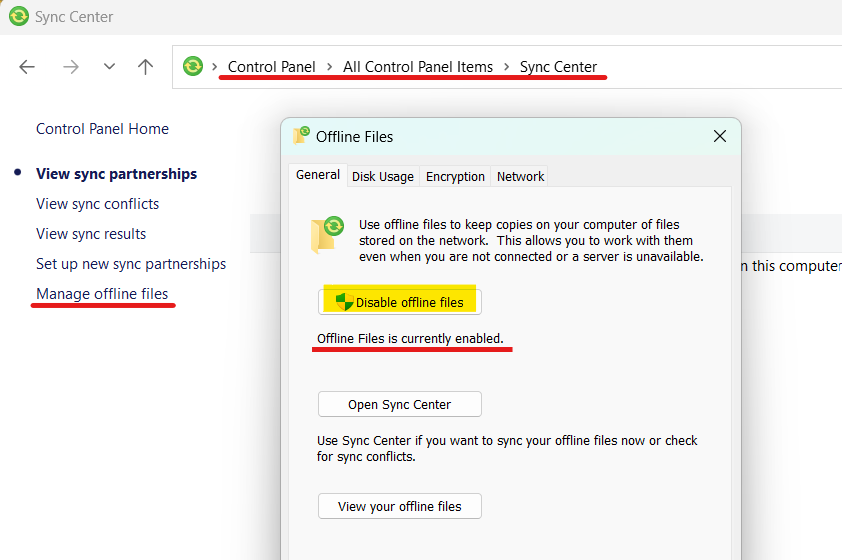 Sync Center
Control Panel > All Control Panel Items > Sync Center
Control Panel Home
View sync partnerships
View sync conflicts
View sync results
Set up new sync partnerships
Manage offline files
Offline Files
General Disk Usage Encryption Network
Use offline files to keep copies on your computer of files
stored on the network. This allows you to work with them
even when you are not connected or a server is unavailable.
Disable offline files
Offline Files is currently enabled.
Open Sync Center
Use Sync Center if you want to sync your offline files now or check
for sync conflicts.
View your offline files
n this computer